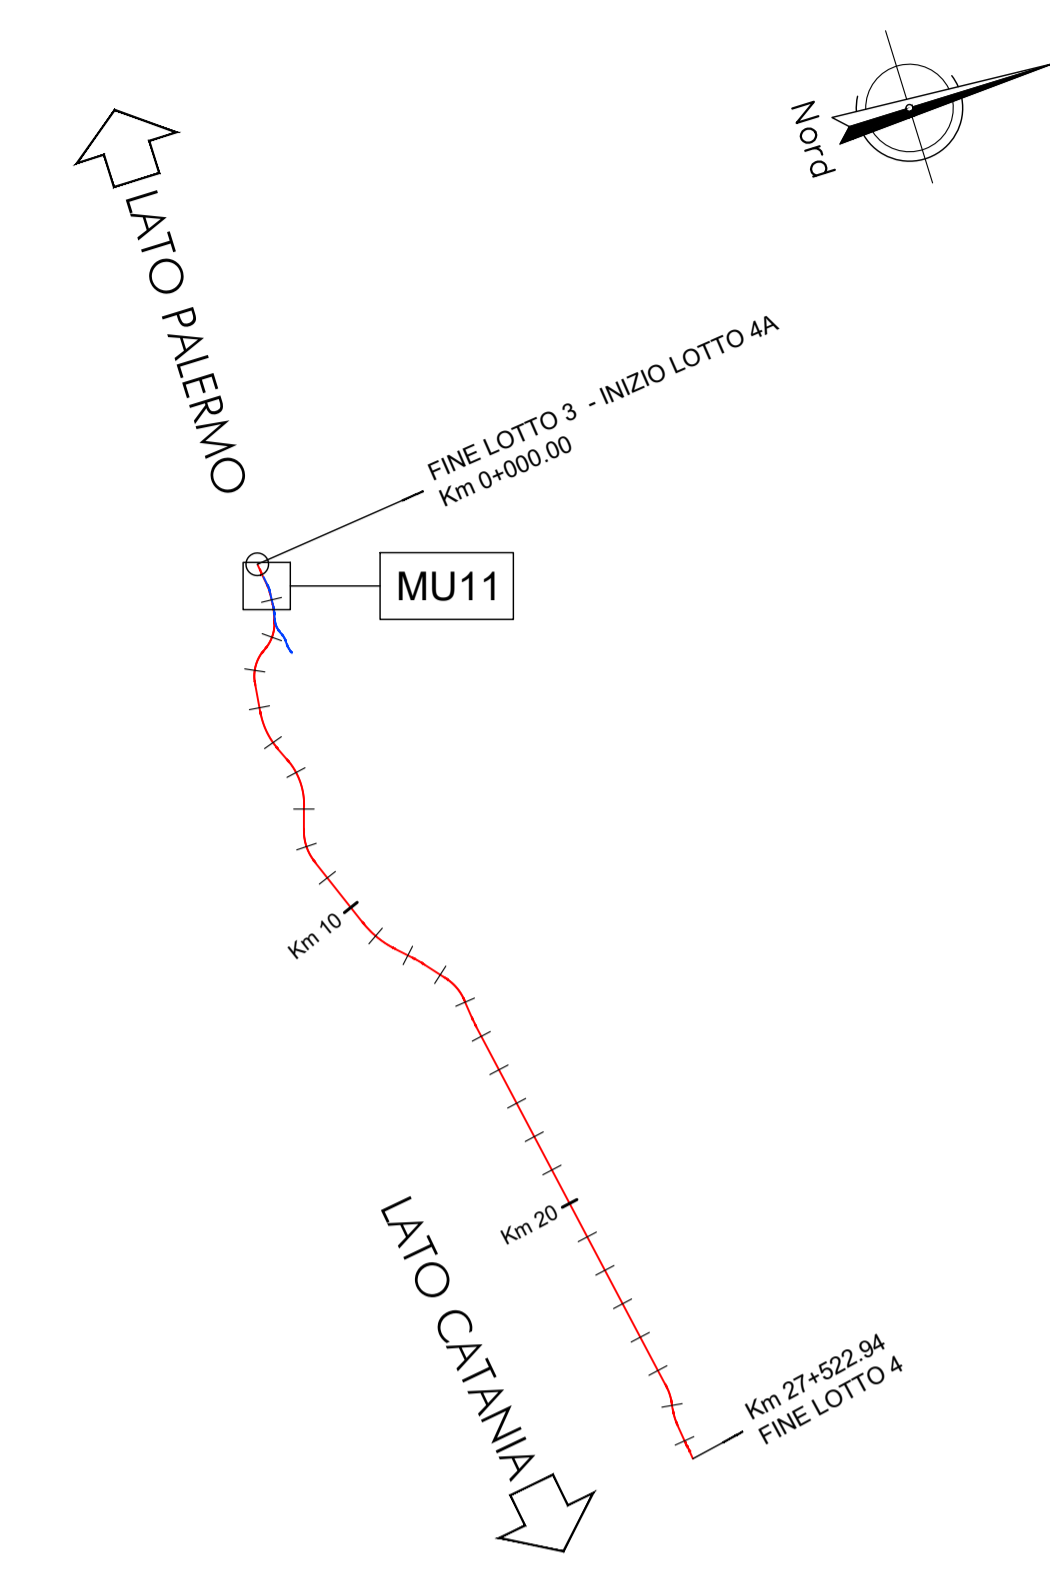 Nord
LATO PALERMO
FINE LOTTO 3 - INIZIO LOTTO 4A
Km 0+000.00
MU11
Km 10
Km 20
LATO CATANIA
Km 27+522.94
FINE LOTTO 4